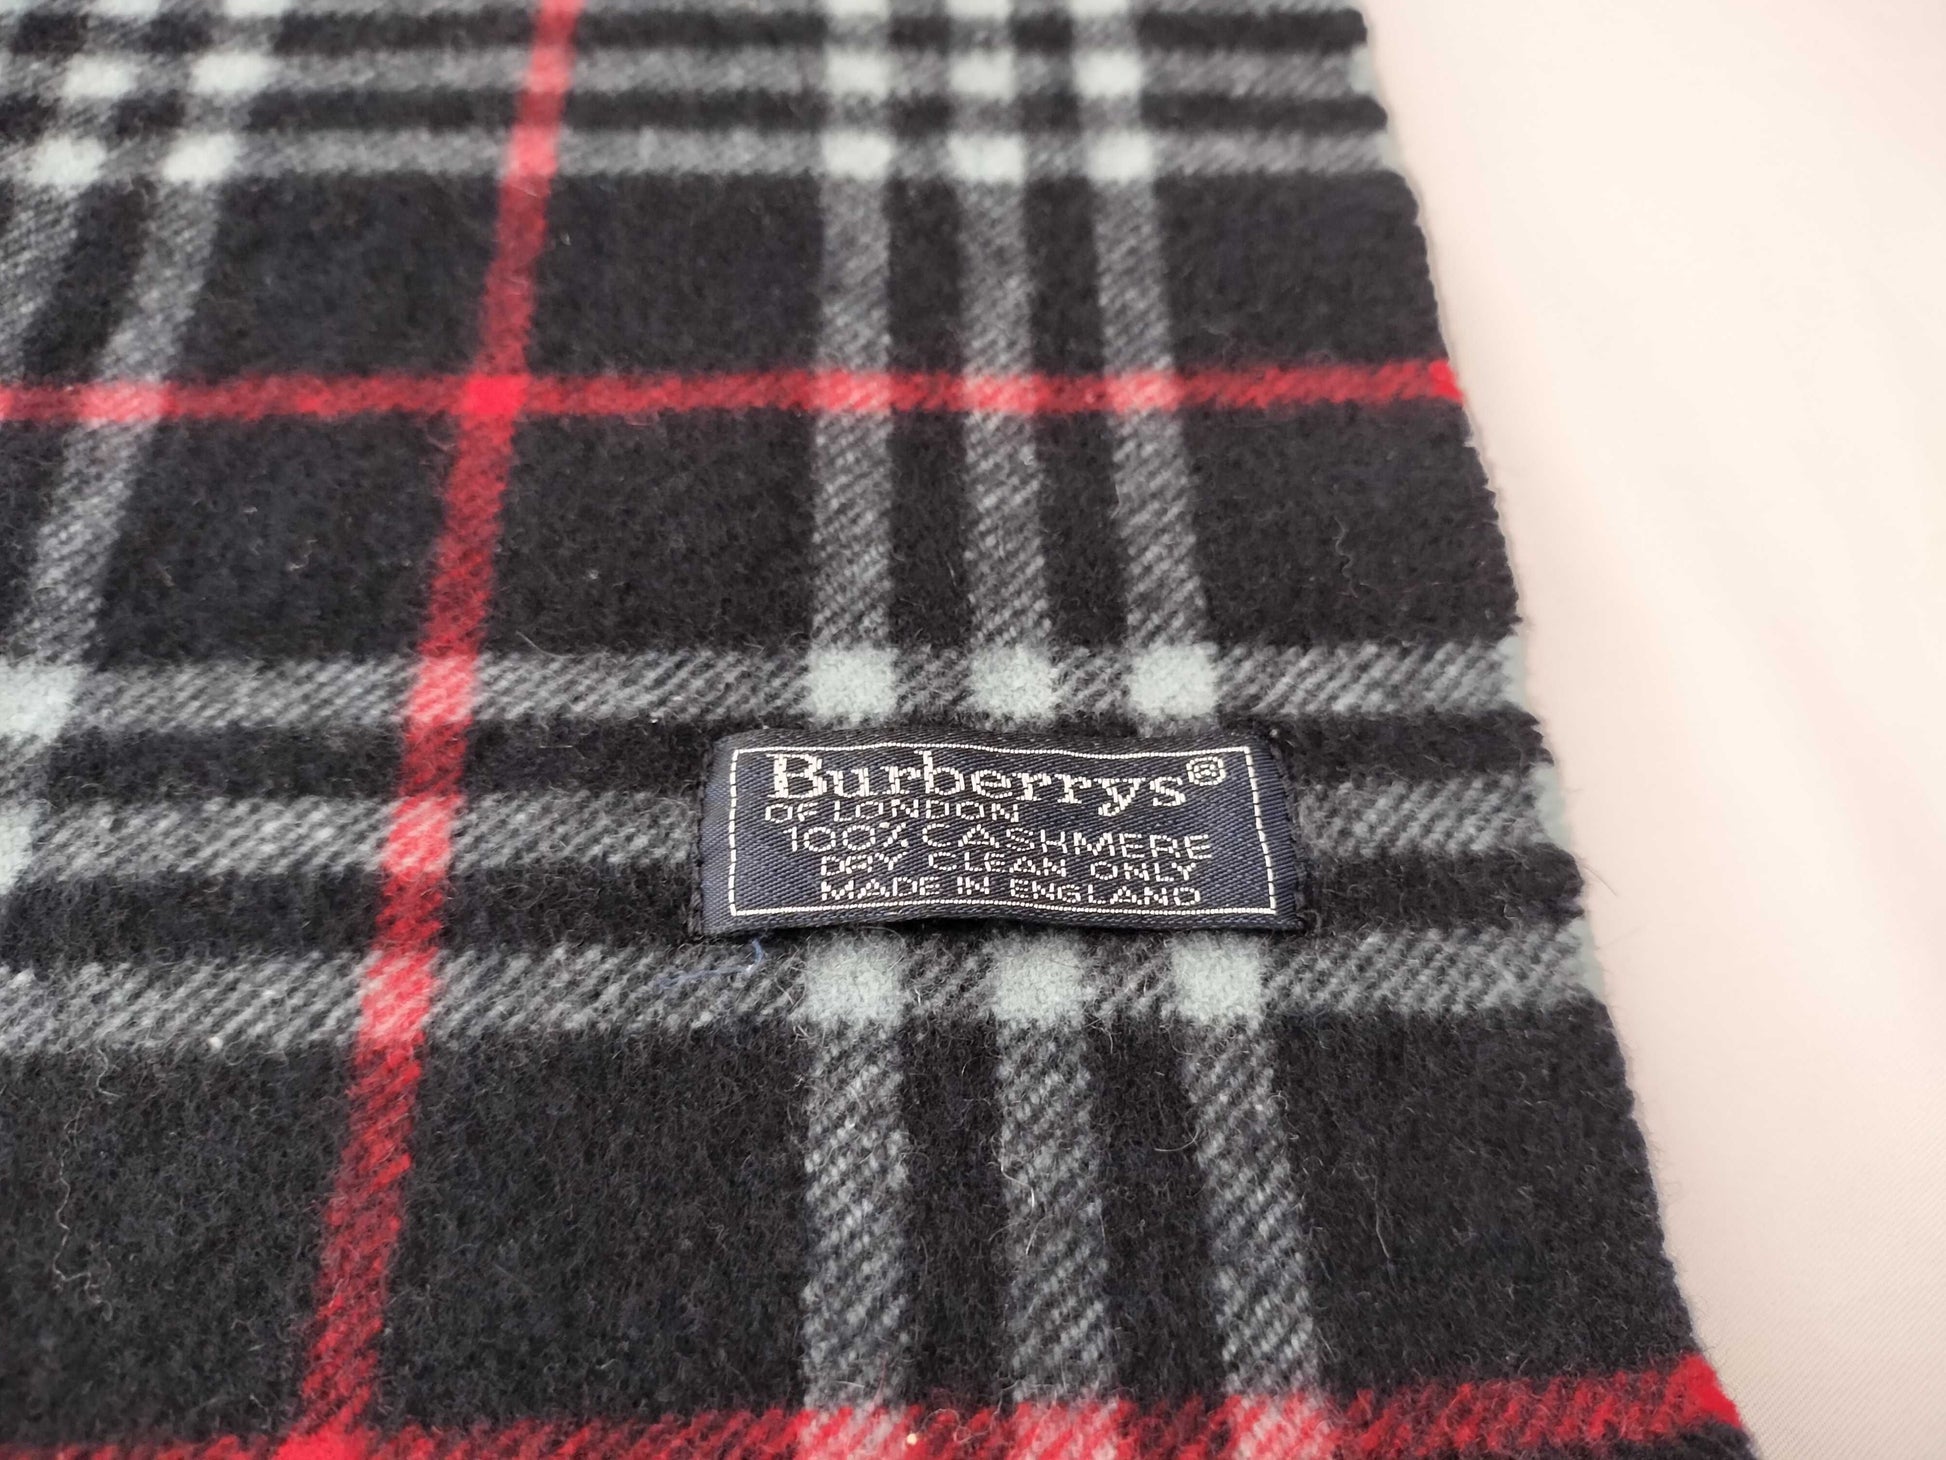 Burberrys®
OF LONDON
100% CASHMERE
DRY CLEAN ONLY
MADE IN ENGLAND